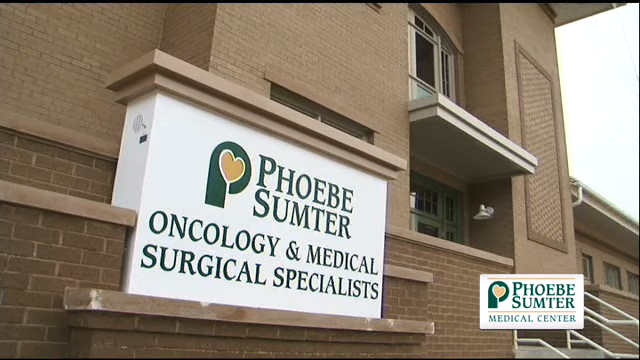 PHOEBE
SUMTER
ONCOLOGY & MEDICAL
SURGICAL SPECIALISTS
PHOEBE
SUMTER
MEDICAL CENTER